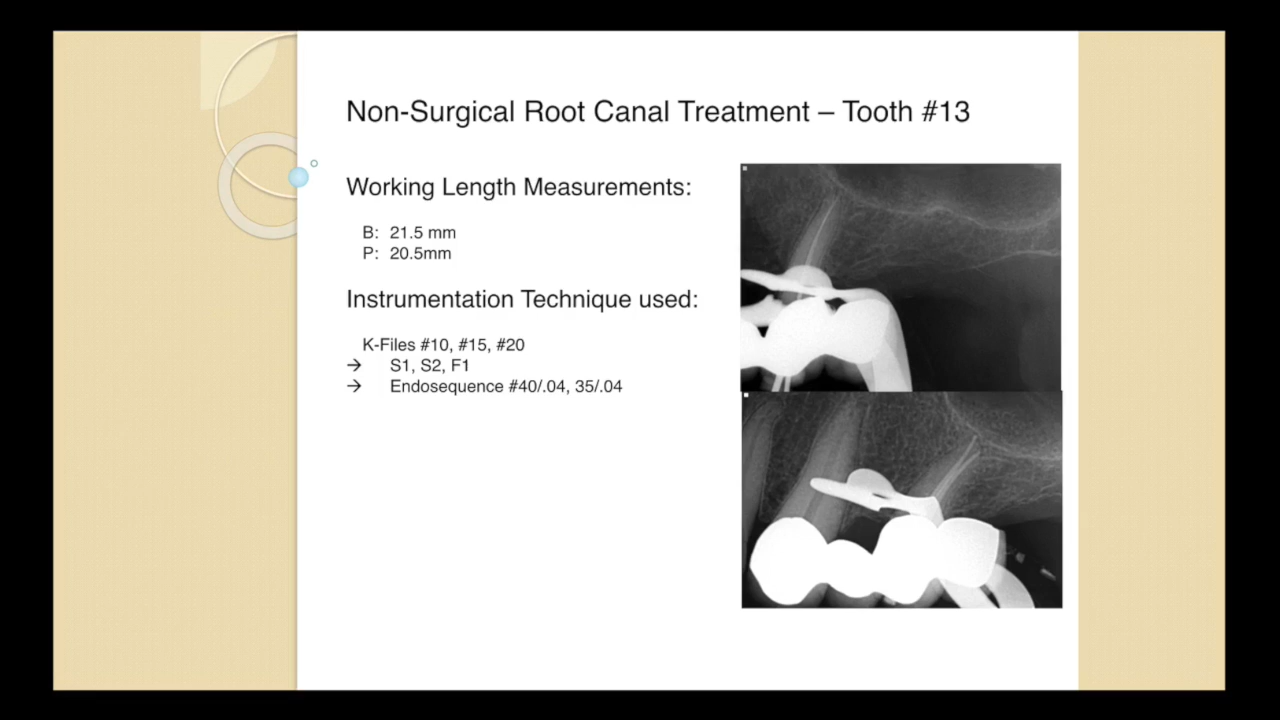 Non-Surgical Root Canal Treatment – Tooth #13
Working Length Measurements:
B: 21.5 mm
P: 20.5mm
Instrumentation Technique used:
K-Files #10, #15, #20
→ S1, S2, F1
→ Endosequence #40/.04, 35/.04